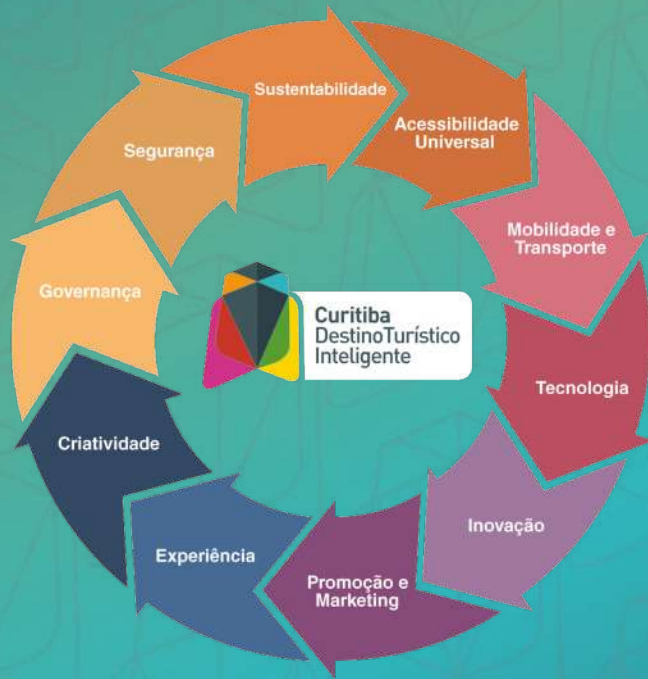 Sustentabilidade
Acessibilidade
Universal
Mobilidade e
Transporte
Tecnologia
Inovação
Promoção e
Marketing
Experiência
Criatividade
Governança
Segurança
Curitiba
DestinoTurístico
Inteligente